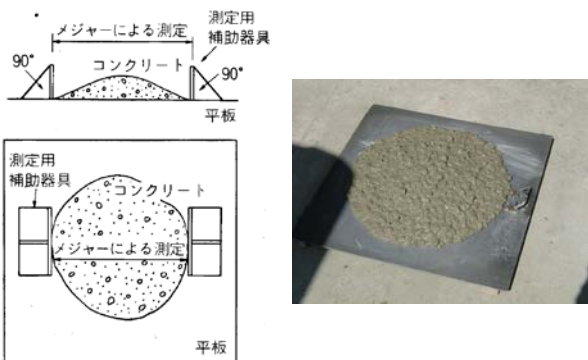 測定用
補助器具
メジャーによる測定
90°
コンクリート
90°
平板
測定用
補助器具
コンクリート
メジャーによる測定
平板